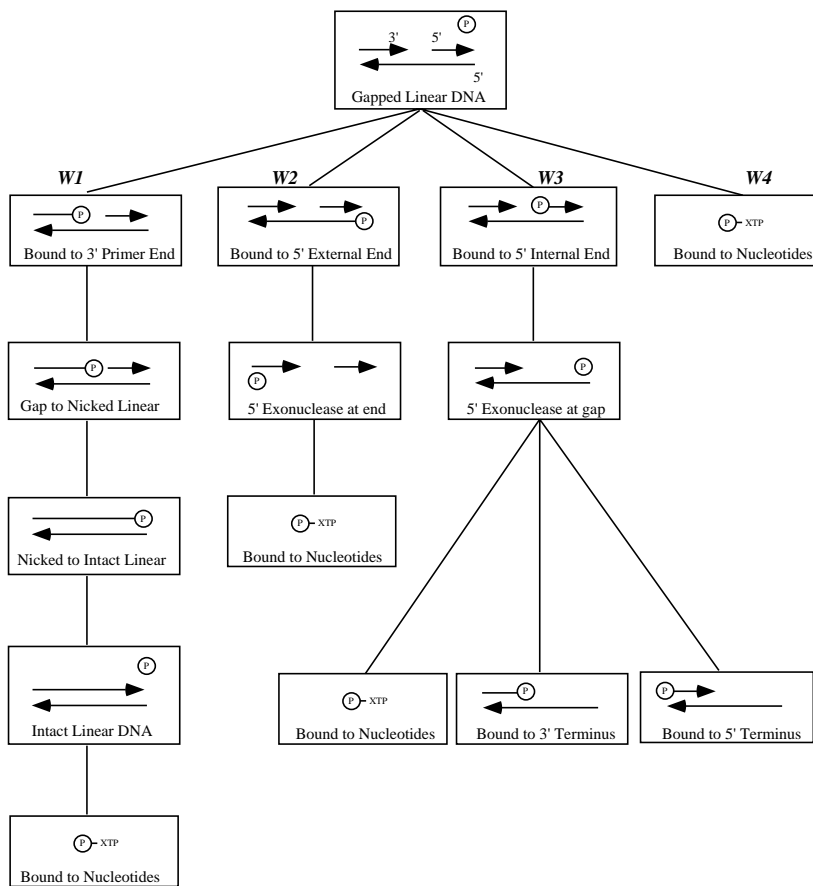 P
3' 5'
5'
Gapped Linear DNA
W1 W2 W3 W4
P
Bound to 3' Primer End
P
Bound to 5' External End
P
Bound to 5' Internal End
P XTP
Bound to Nucleotides
P
Gap to Nicked Linear
P
5' Exonuclease at end
P
5' Exonuclease at gap
P
Nicked to Intact Linear
P XTP
Bound to Nucleotides
P
Intact Linear DNA
P XTP
Bound to Nucleotides
P
Bound to 3' Terminus
P
Bound to 5' Terminus
P XTP
Bound to Nucleotides